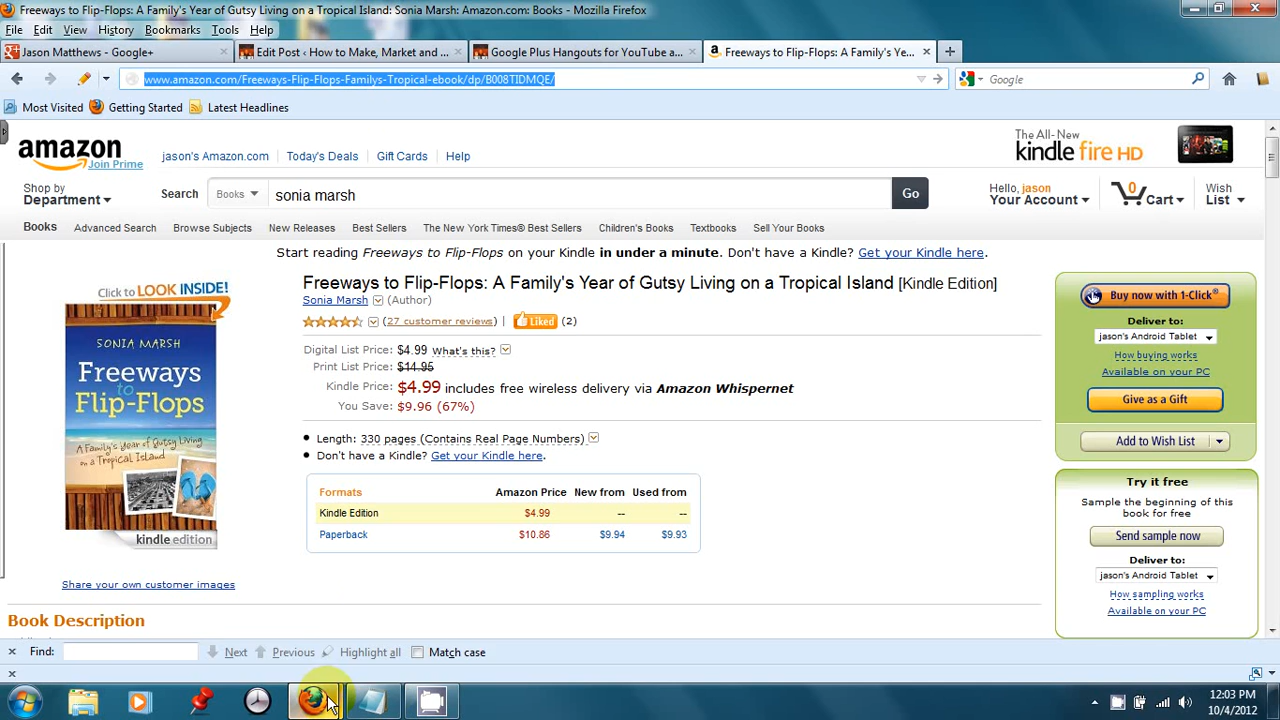 Freeways to Flip-Flops: A Family's Year of Gutsy Living on a Tropical Island: Sonia Marsh: Amazon.com: Books - Mozilla Firefox
File Edit View History Bookmarks Tools Help
Jason Matthews - Google+
Edit Post ‹ How to Make, Market and ...
Google Plus Hangouts for YouTube a...
Freeways to Flip-Flops: A Family's Ye...
www.amazon.com/Freeways-Flip-Flops-Familys-Tropical-ebook/dp/B008TIDMQE/
Google
Most Visited Getting Started Latest Headlines
amazon
Join Prime
jason's Amazon.com Today's Deals Gift Cards Help
The All-New
kindle fire HD
Shop by
Department
Search Books sonia marsh Go
Hello, jason
Your Account
0
Cart
Wish
List
Books Advanced Search Browse Subjects New Releases Best Sellers The New York Times® Best Sellers Children's Books Textbooks Sell Your Books
Start reading Freeways to Flip-Flops on your Kindle in under a minute. Don't have a Kindle? Get your Kindle here.
Click to LOOK INSIDE!
SONIA MARSH
Freeways
to
Flip-Flops
A Family's Year of Gutsy Living
on a Tropical Island
kindle edition
Share your own customer images
Freeways to Flip-Flops: A Family's Year of Gutsy Living on a Tropical Island [Kindle Edition]
Sonia Marsh (Author)
(27 customer reviews) | Liked (2)
Digital List Price: $4.99 What's this?
Print List Price: $14.95
Kindle Price: $4.99 includes free wireless delivery via Amazon Whispernet
You Save: $9.96 (67%)
Length: 330 pages (Contains Real Page Numbers)
Don't have a Kindle? Get your Kindle here.
Formats Amazon Price New from Used from
Kindle Edition $4.99 -- --
Paperback $10.86 $9.94 $9.93
Buy now with 1-Click®
Deliver to:
jason's Android Tablet
How buying works
Available on your PC
Give as a Gift
Add to Wish List
Try it free
Sample the beginning of this
book for free
Send sample now
Deliver to:
jason's Android Tablet
How sampling works
Available on your PC
Book Description
Find: Next Previous Highlight all Match case
12:03 PM
10/4/2012